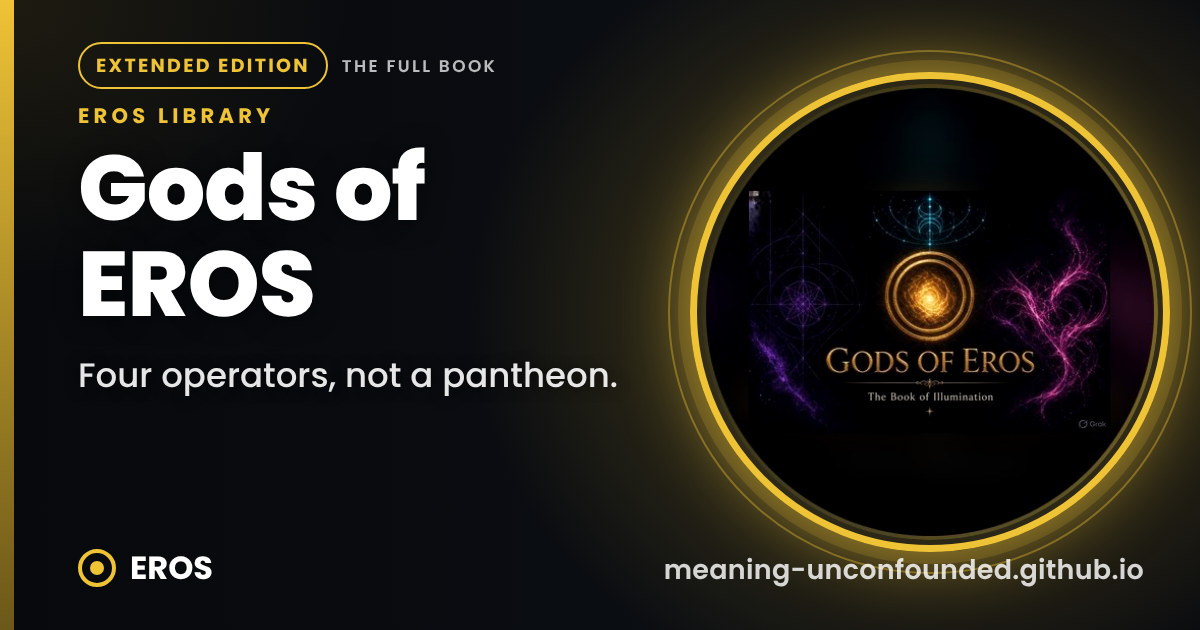 EXTENDED EDITION THE FULL BOOK
EROS LIBRARY
Gods of
EROS
Four operators, not a pantheon.
GODS OF EROS
The Book of Illumination
Grok
EROS
meaning-unconfounded.github.io